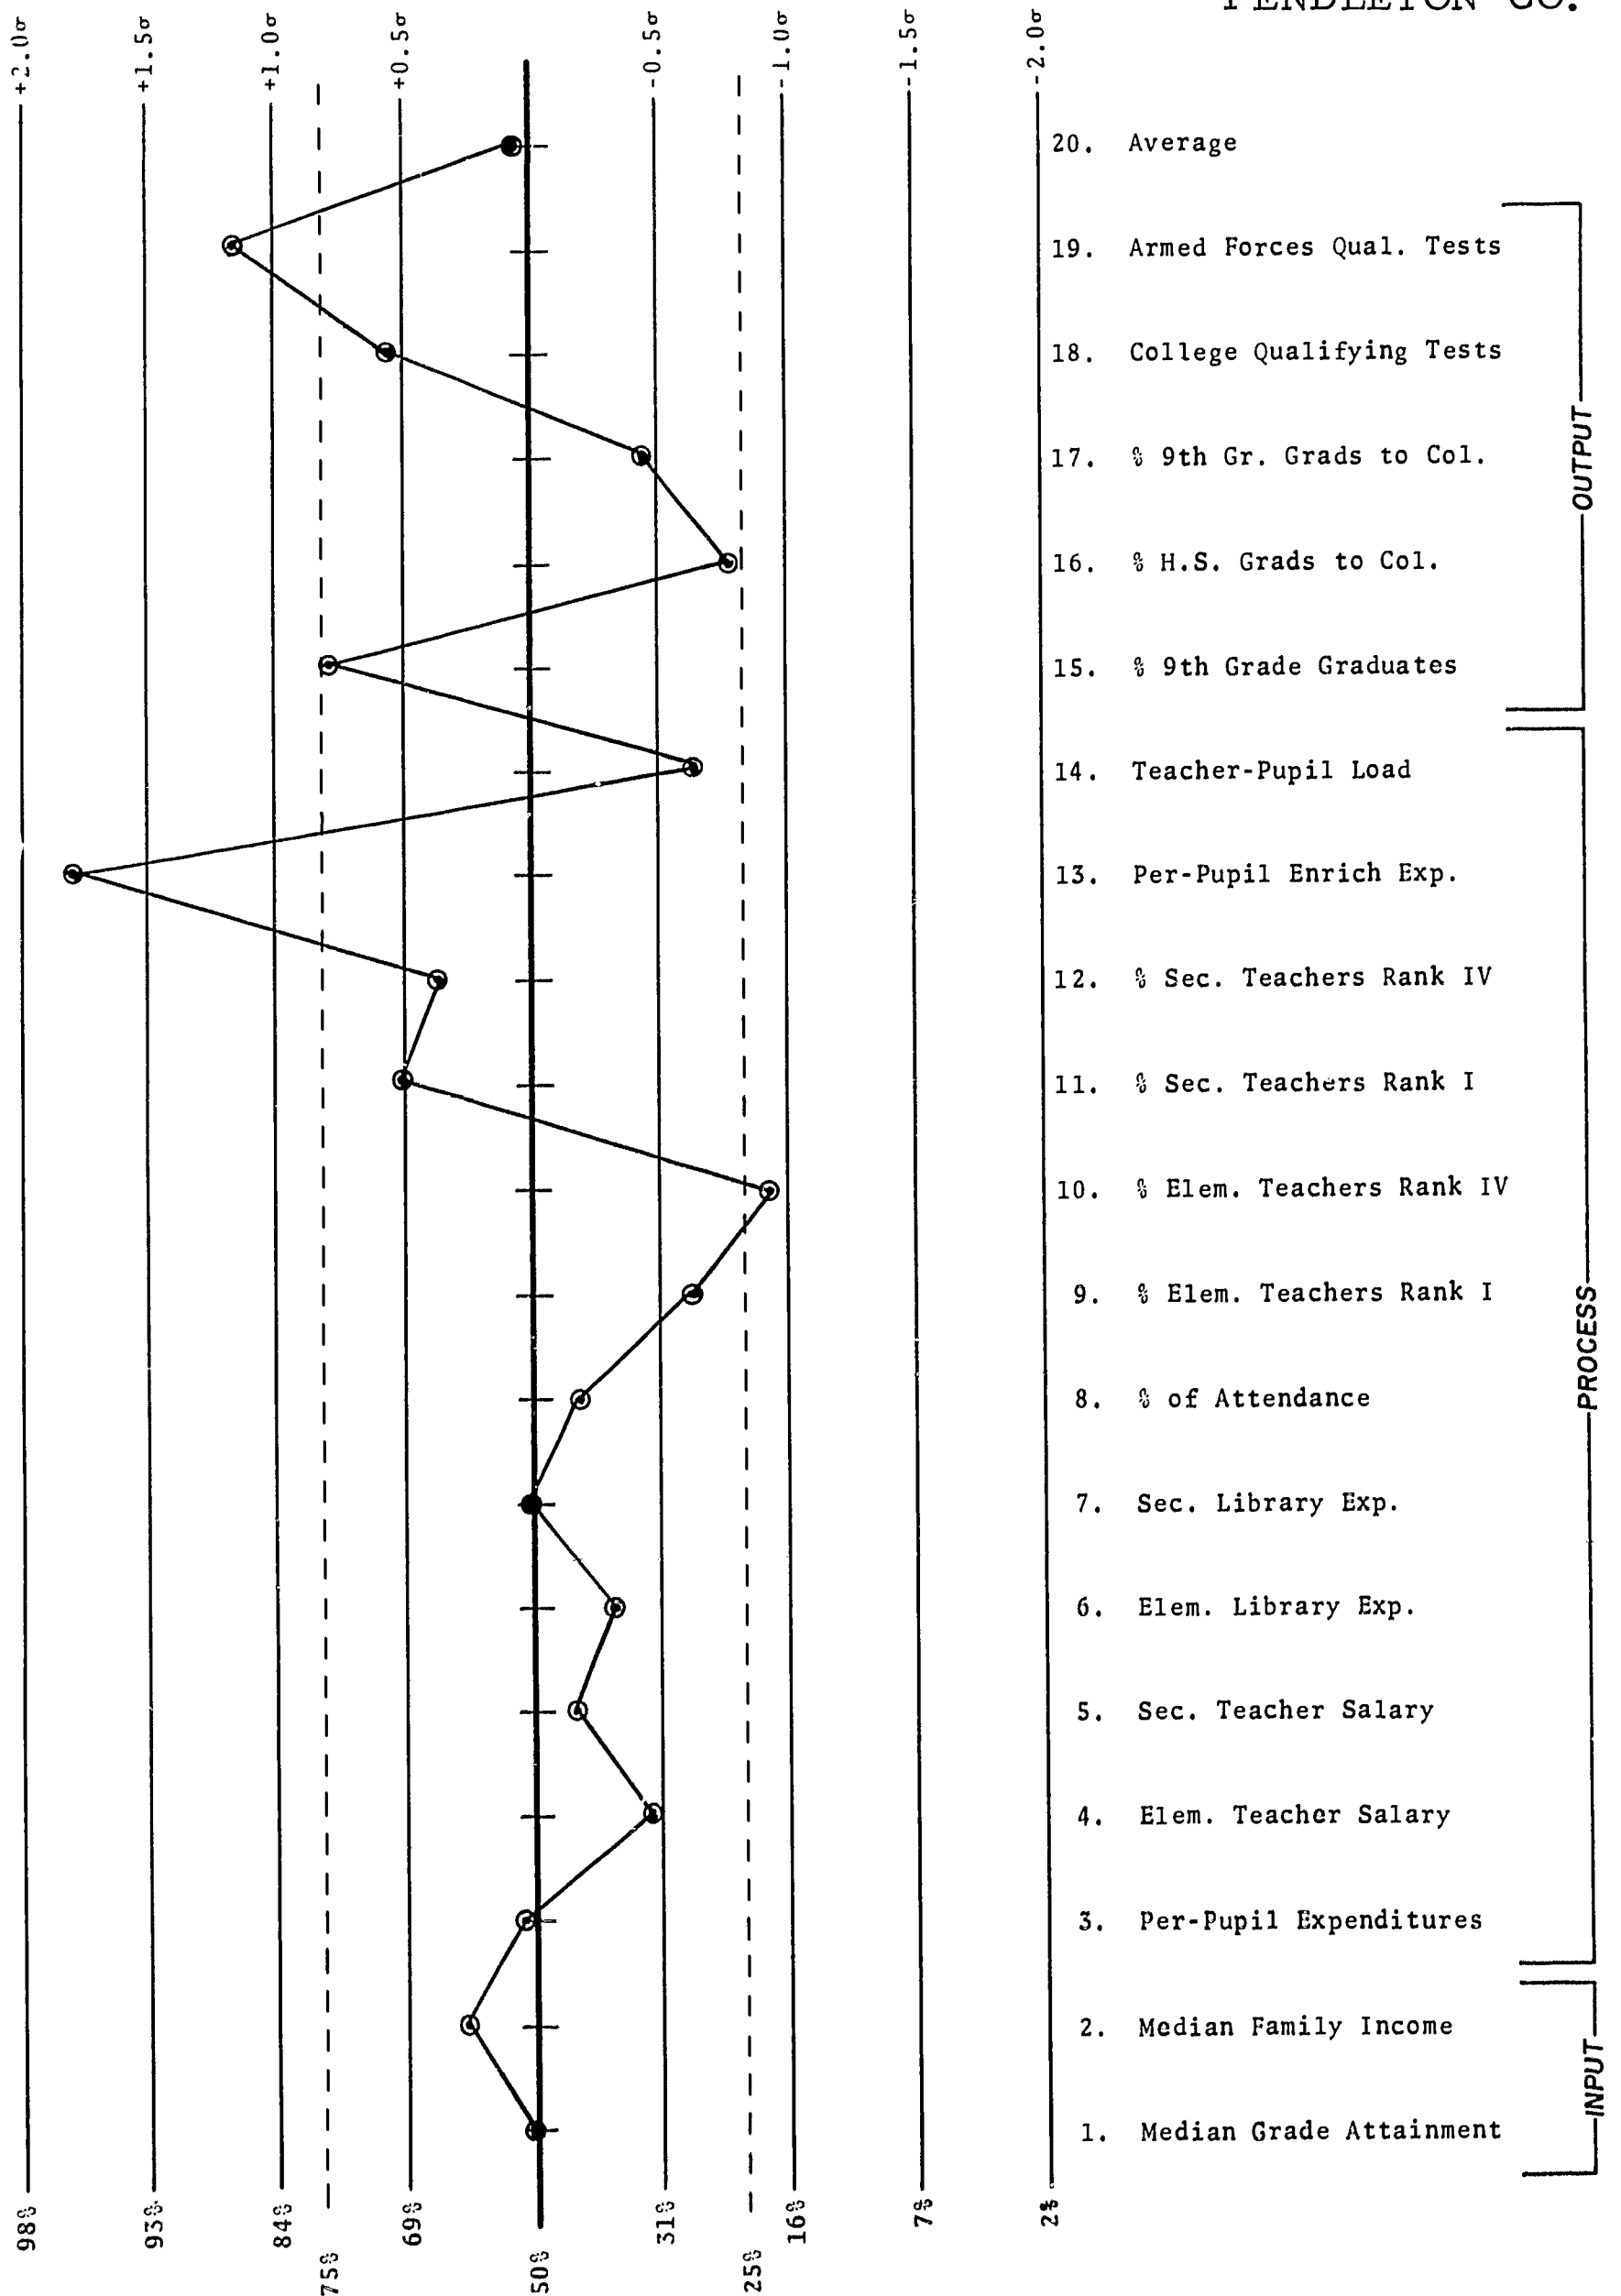 PENDLETON CO.
+2.0σ
+1.5σ
+1.0σ
+0.5σ
-0.5σ
-1.0σ
-1.5σ
-2.0σ
20. Average
19. Armed Forces Qual. Tests
18. College Qualifying Tests
17. % 9th Gr. Grads to Col.
16. % H.S. Grads to Col.
15. % 9th Grade Graduates
OUTPUT
14. Teacher-Pupil Load
13. Per-Pupil Enrich Exp.
12. % Sec. Teachers Rank IV
11. % Sec. Teachers Rank I
10. % Elem. Teachers Rank IV
9. % Elem. Teachers Rank I
8. % of Attendance
7. Sec. Library Exp.
6. Elem. Library Exp.
5. Sec. Teacher Salary
4. Elem. Teacher Salary
3. Per-Pupil Expenditures
PROCESS
2. Median Family Income
1. Median Grade Attainment
INPUT
98%
93%
84%
75%
69%
50%
31%
25%
16%
7%
2%